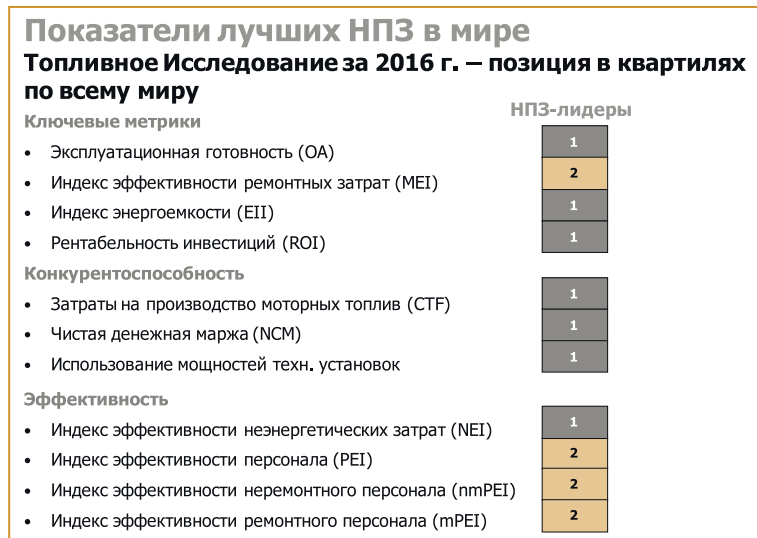 Показатели лучших НПЗ в мире
Топливное Исследование за 2016 г. – позиция в квартилях
по всему миру
НПЗ-лидеры
Ключевые метрики
• Эксплуатационная готовность (OA) 1
• Индекс эффективности ремонтных затрат (MEI) 2
• Индекс энергоемкости (EII) 1
• Рентабельность инвестиций (ROI) 1
Конкурентоспособность
• Затраты на производство моторных топлив (CTF) 1
• Чистая денежная маржа (NCM) 1
• Использование мощностей техн. установок 1
Эффективность
• Индекс эффективности неэнергетических затрат (NEI) 1
• Индекс эффективности персонала (PEI) 2
• Индекс эффективности неремонтного персонала (nmPEI) 2
• Индекс эффективности ремонтного персонала (mPEI) 2